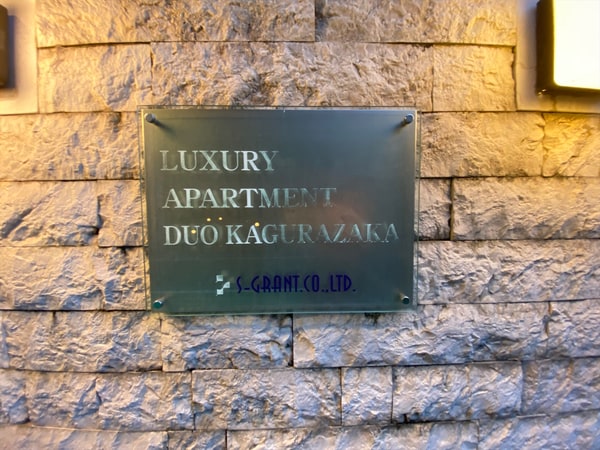 LUXURY
APARTMENT
DUO KAGURAZAKA
S-GRANT.CO.,LTD.